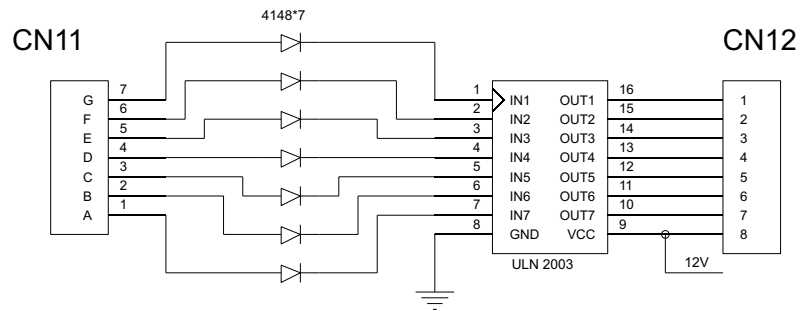 4148*7
CN11
CN12
7 1 16
G IN1 OUT1 1
6 2 15
F IN2 OUT2 2
5 3 14
E IN3 OUT3 3
4 4 13
D IN4 OUT4 4
3 5 12
C IN5 OUT5 5
2 6 11
B IN6 OUT6 6
1 7 10
A IN7 OUT7 7
8 9
GND VCC 8
ULN 2003
12V